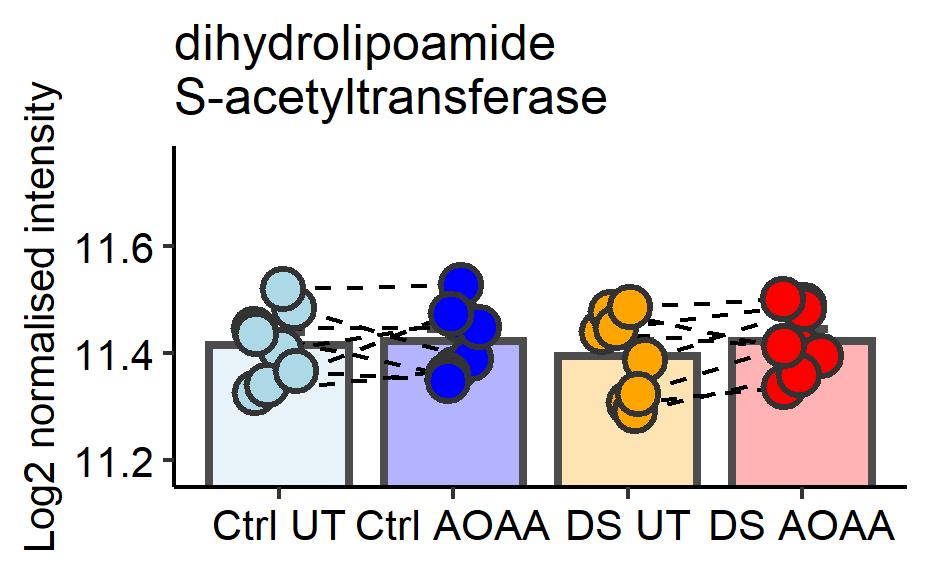 dihydrolipoamide
S-acetyltransferase
Log2 normalised intensity
11.6
11.4
11.2
Ctrl UT Ctrl AOAA DS UT DS AOAA